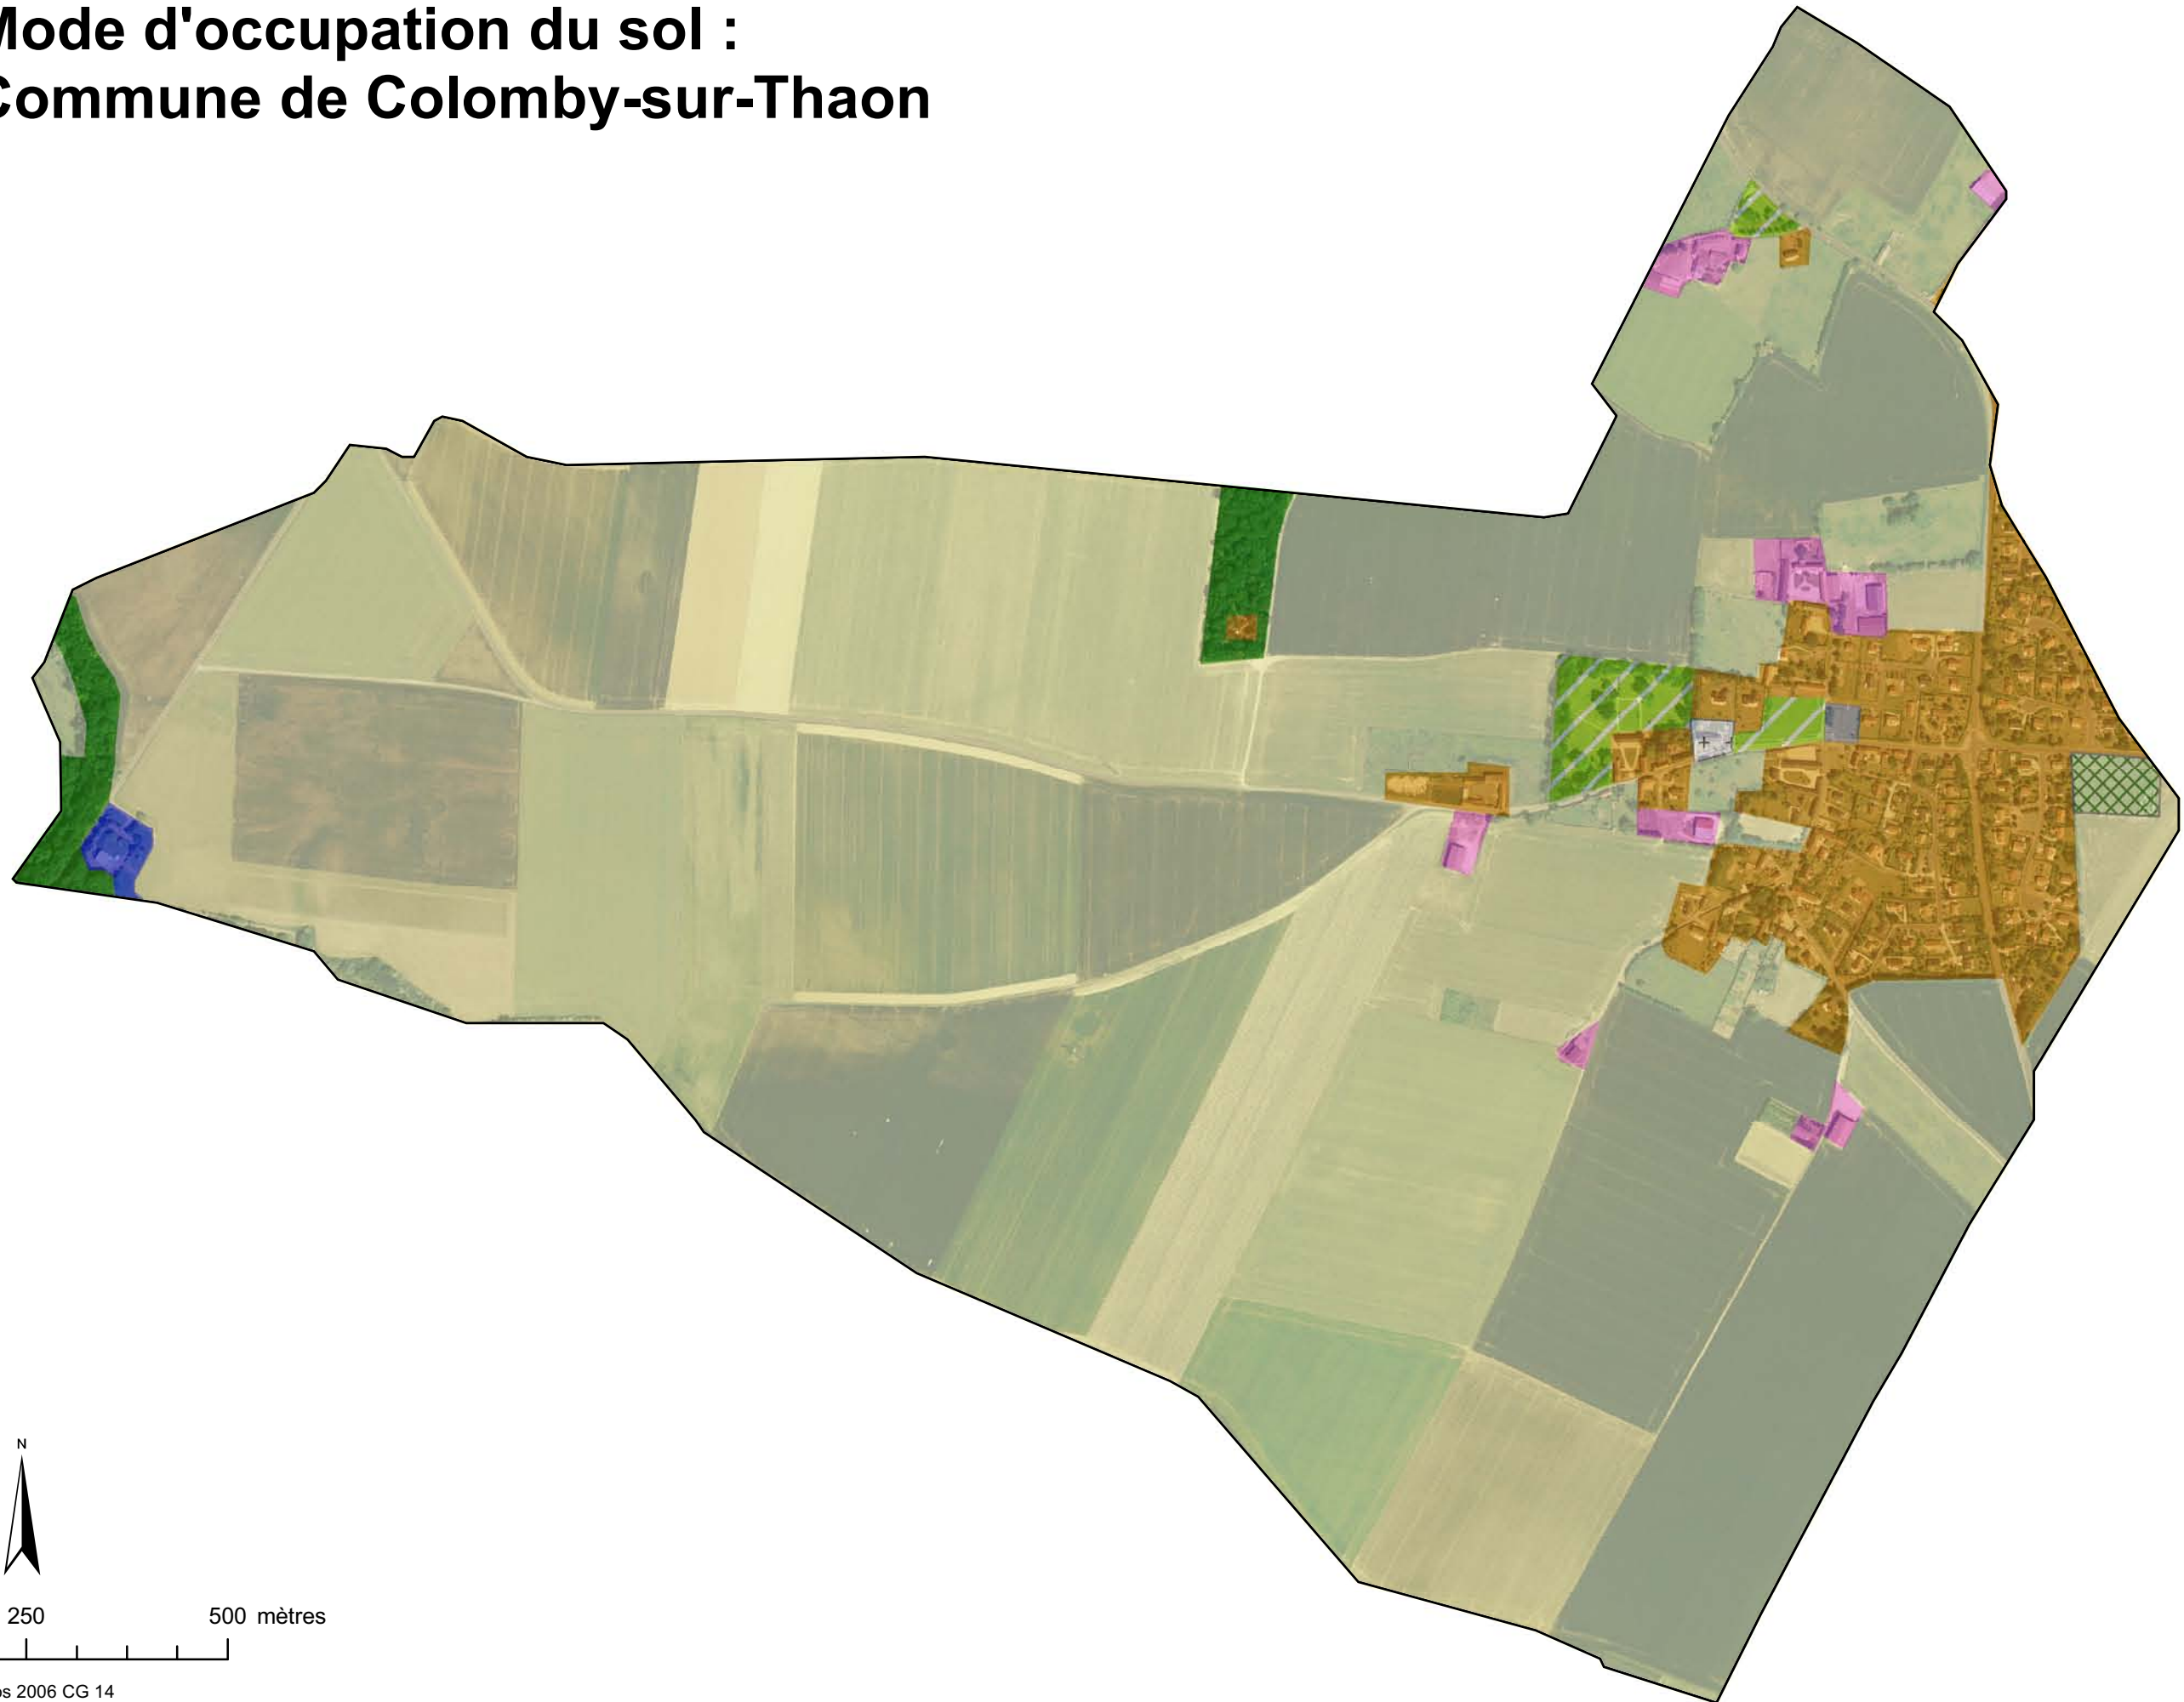 Mode d'occupation du sol :
Commune de Colomby-sur-Thaon
N
250 500 mètres
2006 CG 14